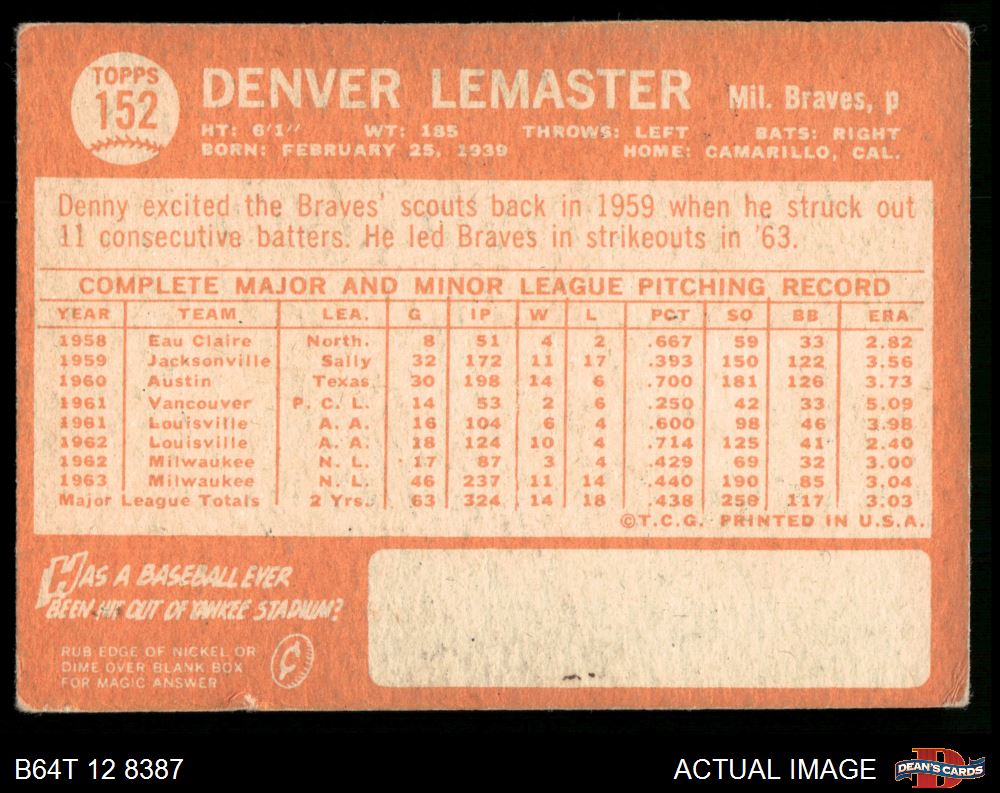 TOPPS
152
DENVER LEMASTER Mil. Braves, p
HT: 6'1" WT: 185 THROWS: LEFT BATS: RIGHT
BORN: FEBRUARY 25, 1939 HOME: CAMARILLO, CAL.
Denny excited the Braves' scouts back in 1959 when he struck out
11 consecutive batters. He led Braves in strikeouts in '63.
COMPLETE MAJOR AND MINOR LEAGUE PITCHING RECORD
YEAR TEAM LEA. G IP W L PCT SO BB ERA
1958 Eau Claire North. 8 51 4 2 .667 59 33 2.82
1959 Jacksonville Sally 32 172 11 17 .393 150 122 3.56
1960 Austin Texas 30 198 14 6 .700 181 126 3.73
1961 Vancouver P. C. L. 14 53 2 6 .250 42 33 5.09
1961 Louisville A. A. 16 104 6 4 .600 98 46 3.98
1962 Louisville A. A. 18 124 10 4 .714 125 41 2.40
1962 Milwaukee N. L. 17 87 3 4 .429 69 32 3.00
1963 Milwaukee N. L. 46 237 11 14 .440 190 85 3.04
Major League Totals 2 Yrs. 63 324 14 18 .438 259 117 3.03
©T.C.G. PRINTED IN U.S.A.
HAS A BASEBALL EVER
BEEN HIT OUT OF YANKEE STADIUM?
RUB EDGE OF NICKEL OR
DIME OVER BLANK BOX
FOR MAGIC ANSWER
B64T 12 8387 ACTUAL IMAGE DEAN'S CARDS